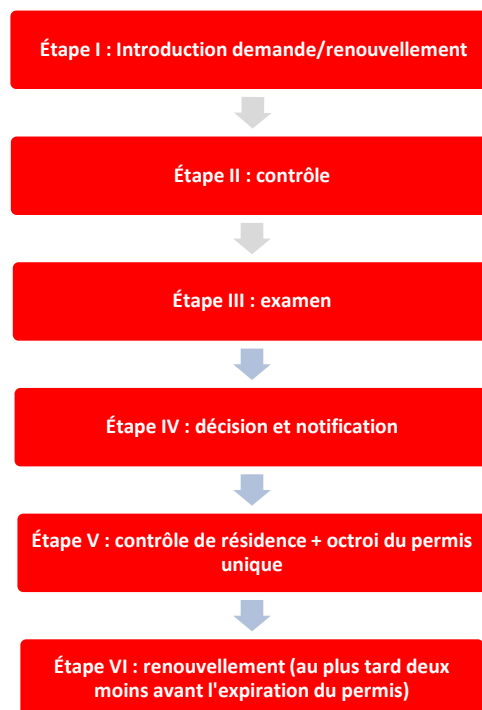 Étape I : Introduction demande/renouvellement
Étape II : contrôle
Étape III : examen
Étape IV : décision et notification
Étape V : contrôle de résidence + octroi du permis
unique
Étape VI : renouvellement (au plus tard deux
moins avant l'expiration du permis)